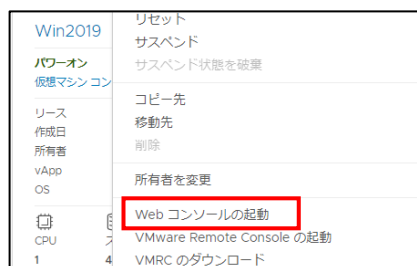 Win2019
パワーオン
仮想マシン コン
リース
作成日
所有者
vApp
OS
CPU
1
4
リセット
サスペンド
サスペンド状態を破棄
コピー先
移動先
削除
所有者を変更
Web コンソールの起動
VMware Remote Console の起動
VMRC のダウンロード